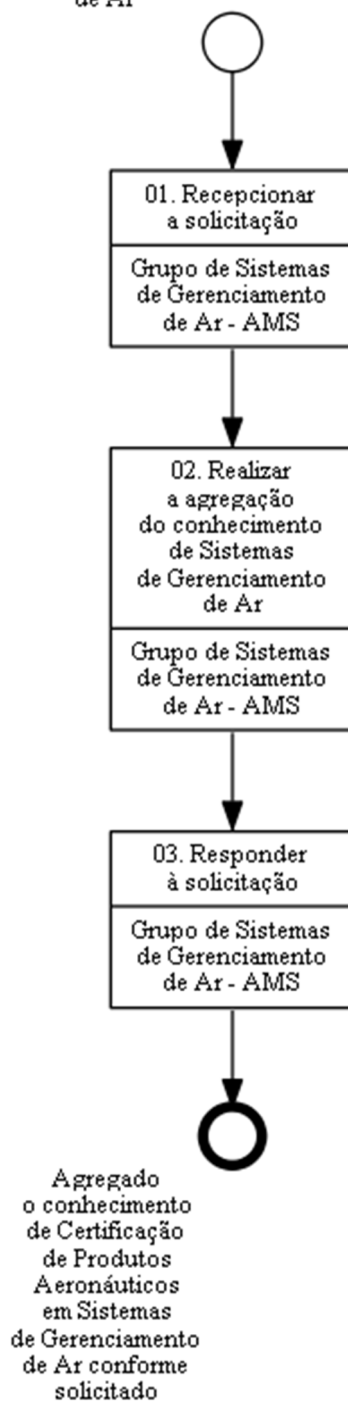 de Ar
01. Recepcionar
a solicitação
Grupo de Sistemas
de Gerenciamento
de Ar - AMS
02. Realizar
a agregação
do conhecimento
de Sistemas
de Gerenciamento
de Ar
Grupo de Sistemas
de Gerenciamento
de Ar - AMS
03. Responder
à solicitação
Grupo de Sistemas
de Gerenciamento
de Ar - AMS
Agregado
o conhecimento
de Certificação
de Produtos
Aeronáuticos
em Sistemas
de Gerenciamento
de Ar conforme
solicitado